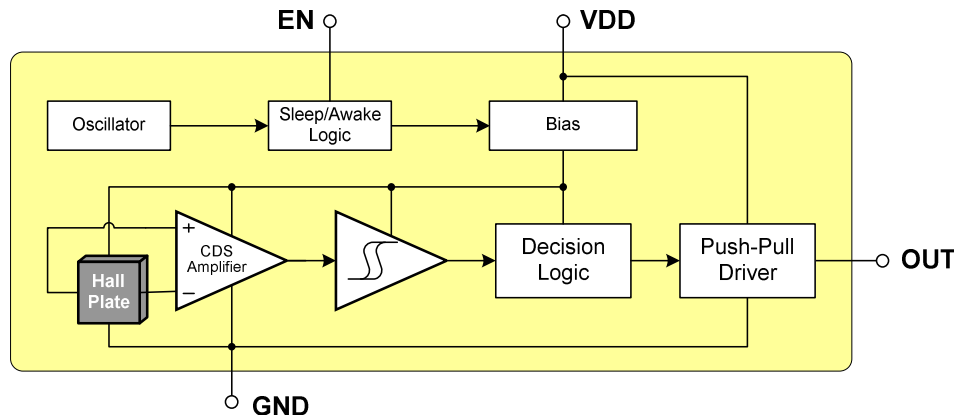 EN
VDD
Oscillator
Sleep/Awake
Logic
Bias
+
CDS
Amplifier
−
Hall
Plate
Decision
Logic
Push-Pull
Driver
OUT
GND